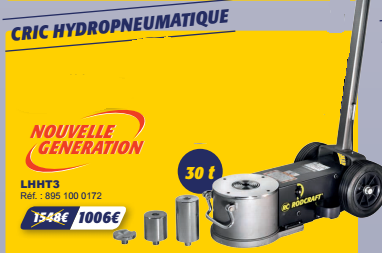 CRIC HYDROPNEUMATIQUE
NOUVELLE
GENERATION
LHHT3
Réf. : 895 100 0172
1548€ 1006€
30 t
RC RODCRAFT